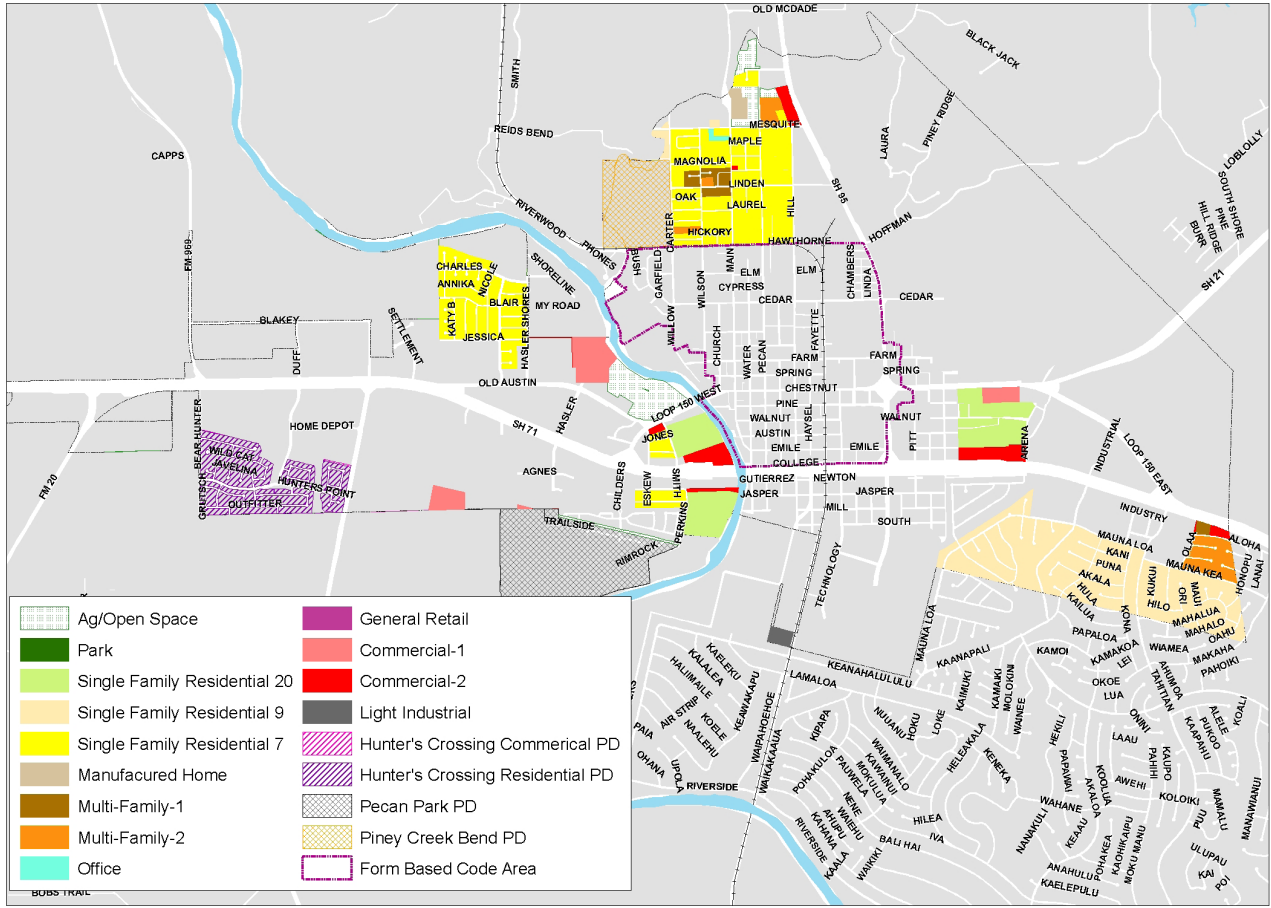 OLD MCDADE
BLACK JACK
SMITH
REIDS BEND
CAPPS
MESQUITE
MAPLE
LAURA
PINEY RIDGE
LOBLOLLY
MAGNOLIA
LINDEN
OAK
LAUREL
HILL
SH 95
SOUTH SHORE
PINE
HILL RIDGE
BURR
RIVERWOOD
CARTER
HICKORY
HAWTHORNE
HOFFMAN
FM 969
PHONES
BUSH
GARFIELD
WILSON
MAIN
ELM
ELM
CHAMBERS
LINDA
SH 21
CHARLES
ANNIKA
NICOLE
SHORELINE
CYPRESS
CEDAR
CEDAR
BLAIR
MY ROAD
KATY B
JESSICA
HASLER SHORES
BLAKEY
SETTLEMENT
DUFF
WILLOW
CHURCH
WATER
PECAN
FAYETTE
FARM
FARM
SPRING
SPRING
OLD AUSTIN
CHESTNUT
LOOP 150 WEST
PINE
HASLER
SH 71
HOME DEPOT
BEAR HUNTER
JONES
WALNUT
HAYSEL
WALNUT
AUSTIN
PITT
ARENA
EMILE
EMILE
COLLEGE
INDUSTRIAL
LOOP 150 EAST
WILD CAT
JAVELINA
HUNTERS POINT
OUTFITTER
GRUTSCH
FM 20
AGNES
CHILDERS
ESKEW
SMITH
PERKINS
GUTIERREZ
NEWTON
JASPER
JASPER
MILL
SOUTH
INDUSTRY
TRAILSIDE
RIMROCK
TECHNOLOGY
OLAA
ALOHA
MAUNA LOA
KANI
PUNA
AKALA
HULA
KAILUA
KUKUI
HILO
MAUNA KEA
ORI
MAUI
HONOPU
LANAI
MAHALUA
MAHALO
OAHU
MAUNA LOA
KONA
PAPALOA
KAMAKOA
LEI
WIAMEA
MAKAHA
PAHOIKI
KAMOI
KAANAPALI
KEANAHALULULU
LAMALOA
OKOE
LUA
AHUMOA
TAHITIAN
KAELEKU
KALALEA
HALIIMAILE
AIR STRIP
KOELE
NAALEHU
KEAWAKAPU
PAIA
OHANA
UPOLA
RIVERSIDE
WAIPAHOEHOE
WAIKAKAAUA
KIPAPA
NUUANU
HOKU
LOKE
KAIMUKI
KAMAIKI
MOLOKINI
WAINEE
HELEAKALA
KENEKA
HEKILI
ONINI
LAAU
KAAPAHU
PUKOO
ALELE
KOALI
POHAKULOA
PAUWELA
MOKULUA
KAWAINUI
WAIMANALO
NENE
WAIEHU
AHUPU
KAHANA
RIVERSIDE
KAALA
WAIKIKI
BALI HAI
HILEA
IVA
PAPAWAI
KOOLUA
AKALOA
AWEHI
PAHIHI
KAUPO
KOLOIKI
WAHANE
NANAKULI
KEAAU
POHAKEA
KAOHIKAIPU
MOKU MANU
ANAHULU
KAELEPULU
PUU
MAMALU
MANAWIANUI
ULUPAU
KAI
POI
BOBS TRAIL
Ag/Open Space
Park
Single Family Residential 20
Single Family Residential 9
Single Family Residential 7
Manufacured Home
Multi-Family-1
Multi-Family-2
Office
General Retail
Commercial-1
Commercial-2
Light Industrial
Hunter's Crossing Commerical PD
Hunter's Crossing Residential PD
Pecan Park PD
Piney Creek Bend PD
Form Based Code Area